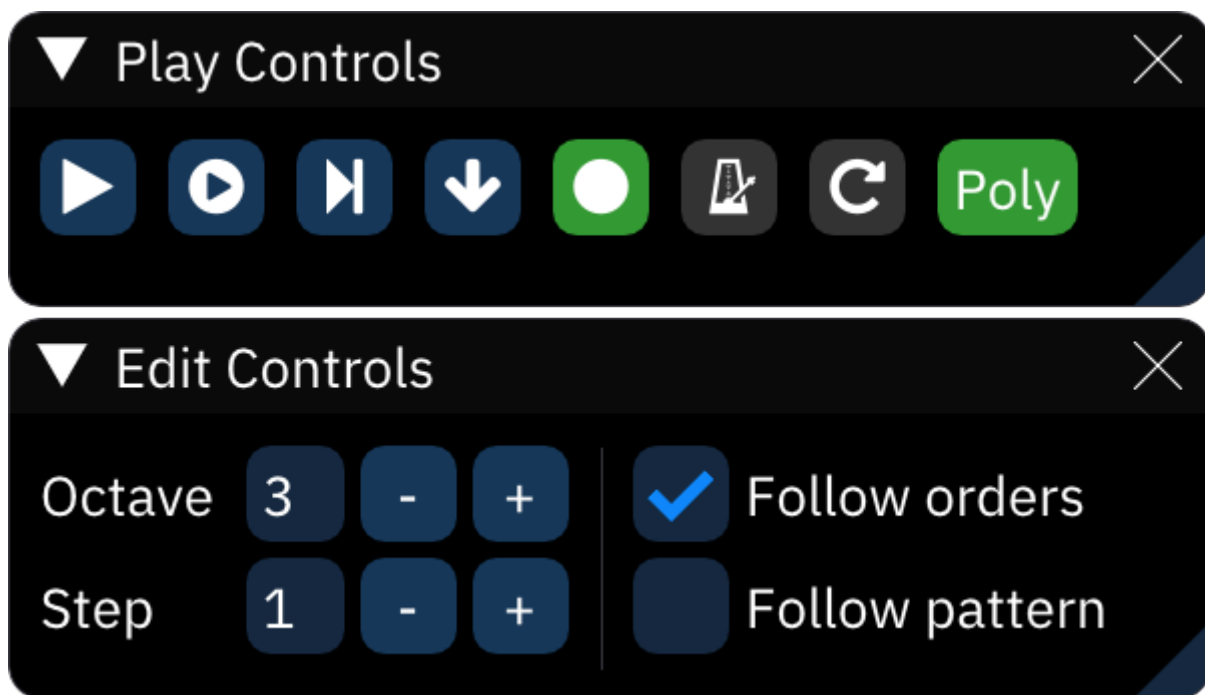 Play Controls
Poly
Edit Controls
Octave 3 - + Follow orders
Step 1 - + Follow pattern